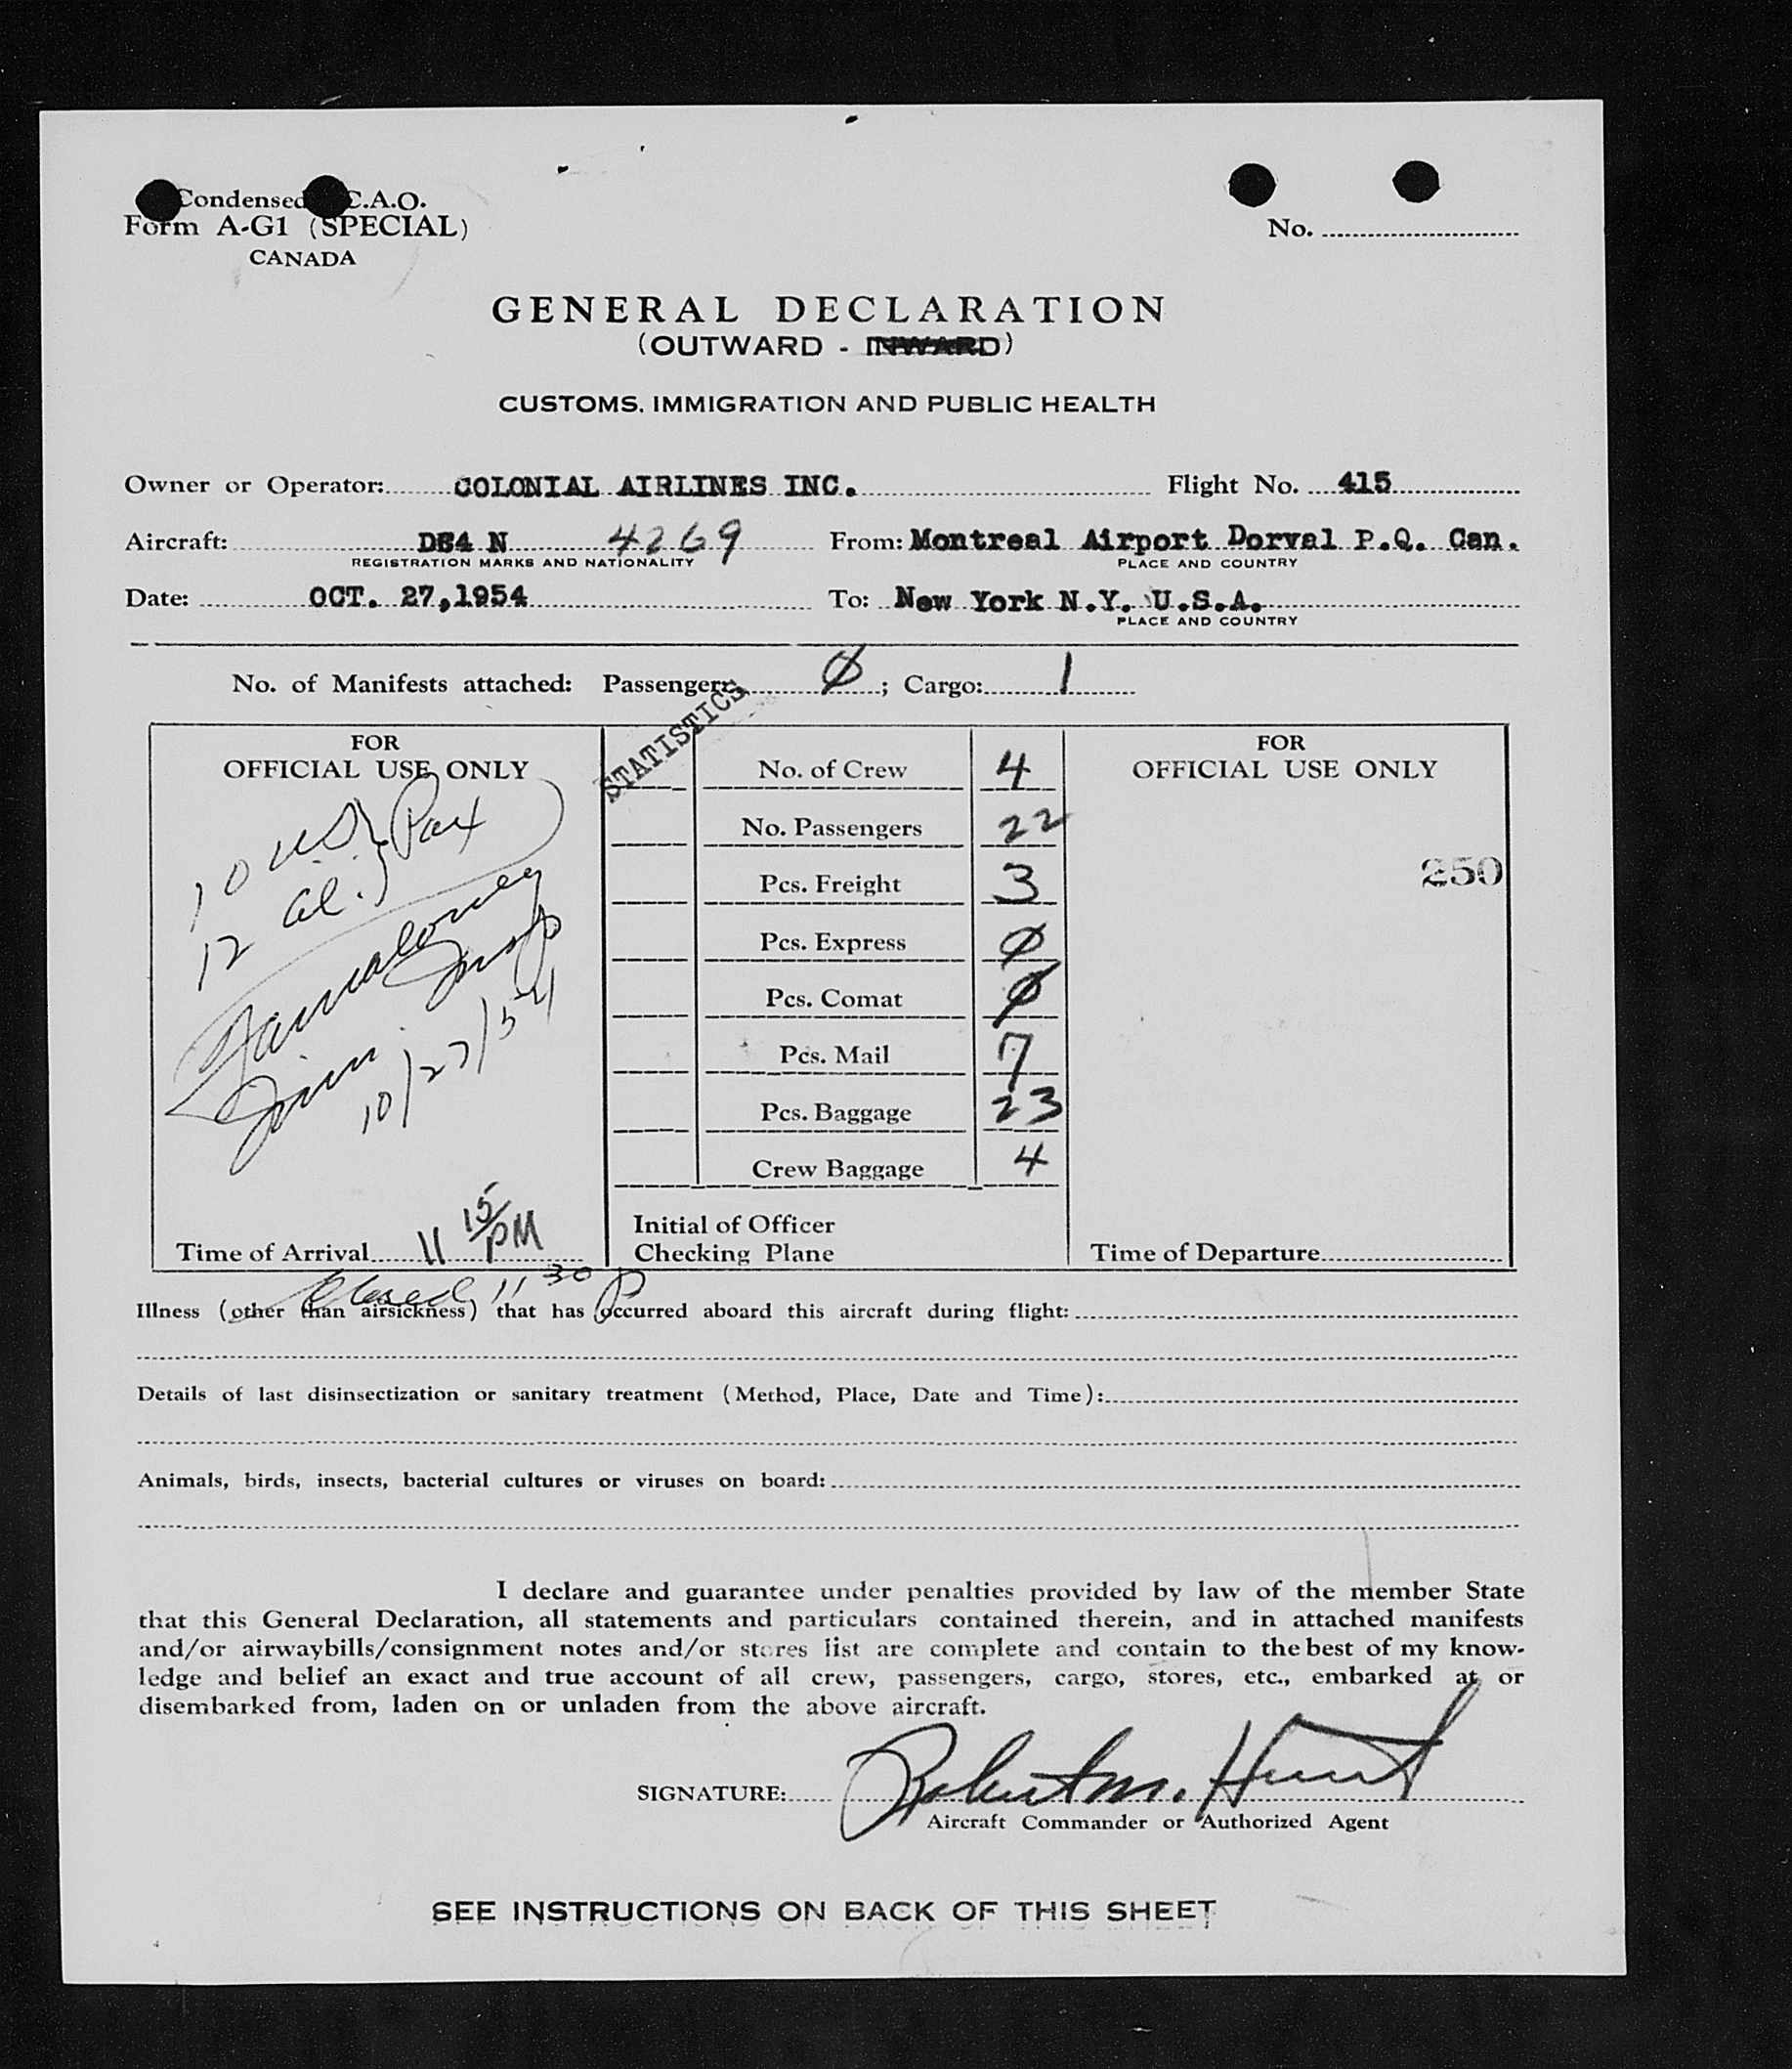 Condensed C.A.O.
Form A-G1 (SPECIAL)
CANADA
No.
GENERAL DECLARATION
(OUTWARD - INWARD)
CUSTOMS, IMMIGRATION AND PUBLIC HEALTH
Owner or Operator: COLONIAL AIRLINES INC. Flight No. 415
Aircraft: N 4269 From: Montreal Airport Dorval P.Q. Can.
REGISTRATION MARKS AND NATIONALITY PLACE AND COUNTRY
Date: OCT. 27,1954 To: New York N.Y. U.S.A.
PLACE AND COUNTRY
No. of Manifests attached: Passenger: Ø; Cargo: 1
STATISTICS
FOR
OFFICIAL USE ONLY
10 U.S. Pax
12 al.
Insp
Imm.
10/27/54
Time of Arrival 11 15/PM
No. of Crew 4
No. Passengers 22
Pcs. Freight 3
Pcs. Express Ø
Pcs. Comat Ø
Pcs. Mail 7
Pcs. Baggage 23
Crew Baggage 4
Initial of Officer
Checking Plane
FOR
OFFICIAL USE ONLY
250
Time of Departure
11 30 P
Illness (other than airsickness) that has occurred aboard this aircraft during flight:
Details of last disinsectization or sanitary treatment (Method, Place, Date and Time):
Animals, birds, insects, bacterial cultures or viruses on board:
I declare and guarantee under penalties provided by law of the member State
that this General Declaration, all statements and particulars contained therein, and in attached manifests
and/or airwaybills/consignment notes and/or stores list are complete and contain to the best of my know-
ledge and belief an exact and true account of all crew, passengers, cargo, stores, etc., embarked at or
disembarked from, laden on or unladen from the above aircraft.
SIGNATURE: Robert M. Hunt
Aircraft Commander or Authorized Agent
SEE INSTRUCTIONS ON BACK OF THIS SHEET